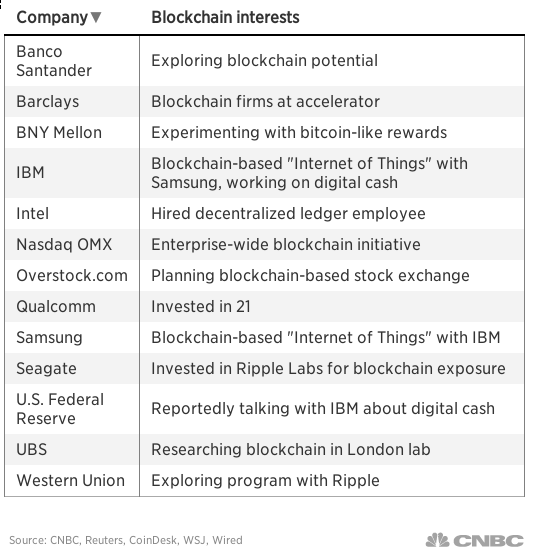 Company▼ Blockchain interests
Banco
Santander
Exploring blockchain potential
Barclays Blockchain firms at accelerator
BNY Mellon Experimenting with bitcoin-like rewards
IBM
Blockchain-based "Internet of Things" with
Samsung, working on digital cash
Intel Hired decentralized ledger employee
Nasdaq OMX Enterprise-wide blockchain initiative
Overstock.com Planning blockchain-based stock exchange
Qualcomm Invested in 21
Samsung Blockchain-based "Internet of Things" with IBM
Seagate Invested in Ripple Labs for blockchain exposure
U.S. Federal
Reserve
Reportedly talking with IBM about digital cash
UBS Researching blockchain in London lab
Western Union Exploring program with Ripple
Source: CNBC, Reuters, CoinDesk, WSJ, Wired
CNBC